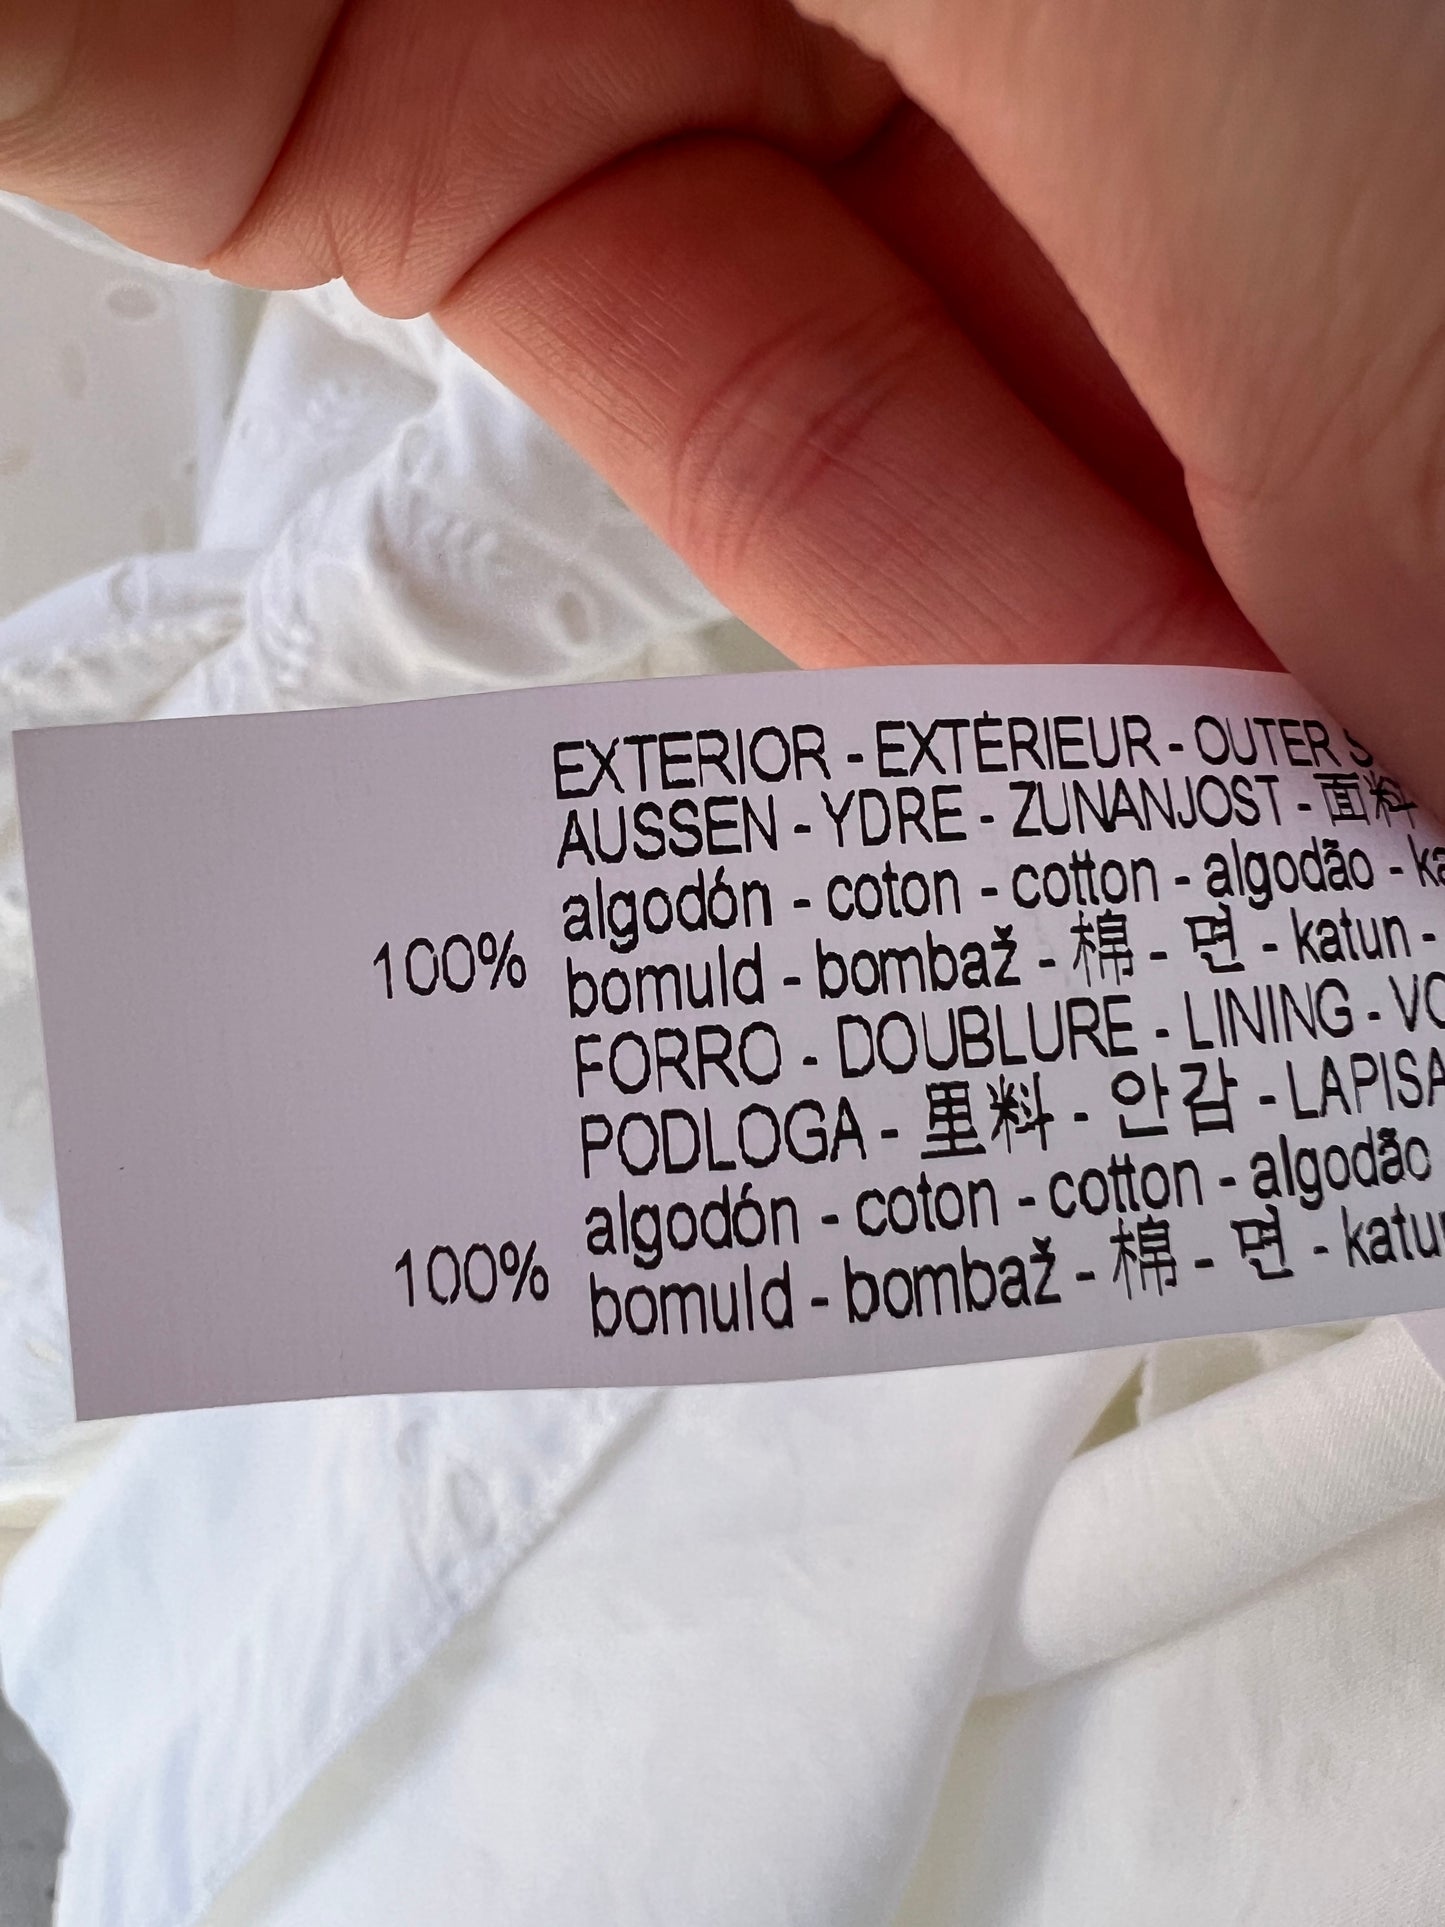 EXTERIOR - EXTÉRIEUR - OUTER
AUSSEN - YDRE - ZUNANJOST - 面料
algodón - coton - cotton - algodão -
100% bomuld - bombaž - 棉 - 면 - katun -
FORRO - DOUBLURE - LINING -
PODLOGA - 里料 - 안감 -
algodón - coton - cotton - algodão
100% bomuld - bombaž - 棉 - 면 -